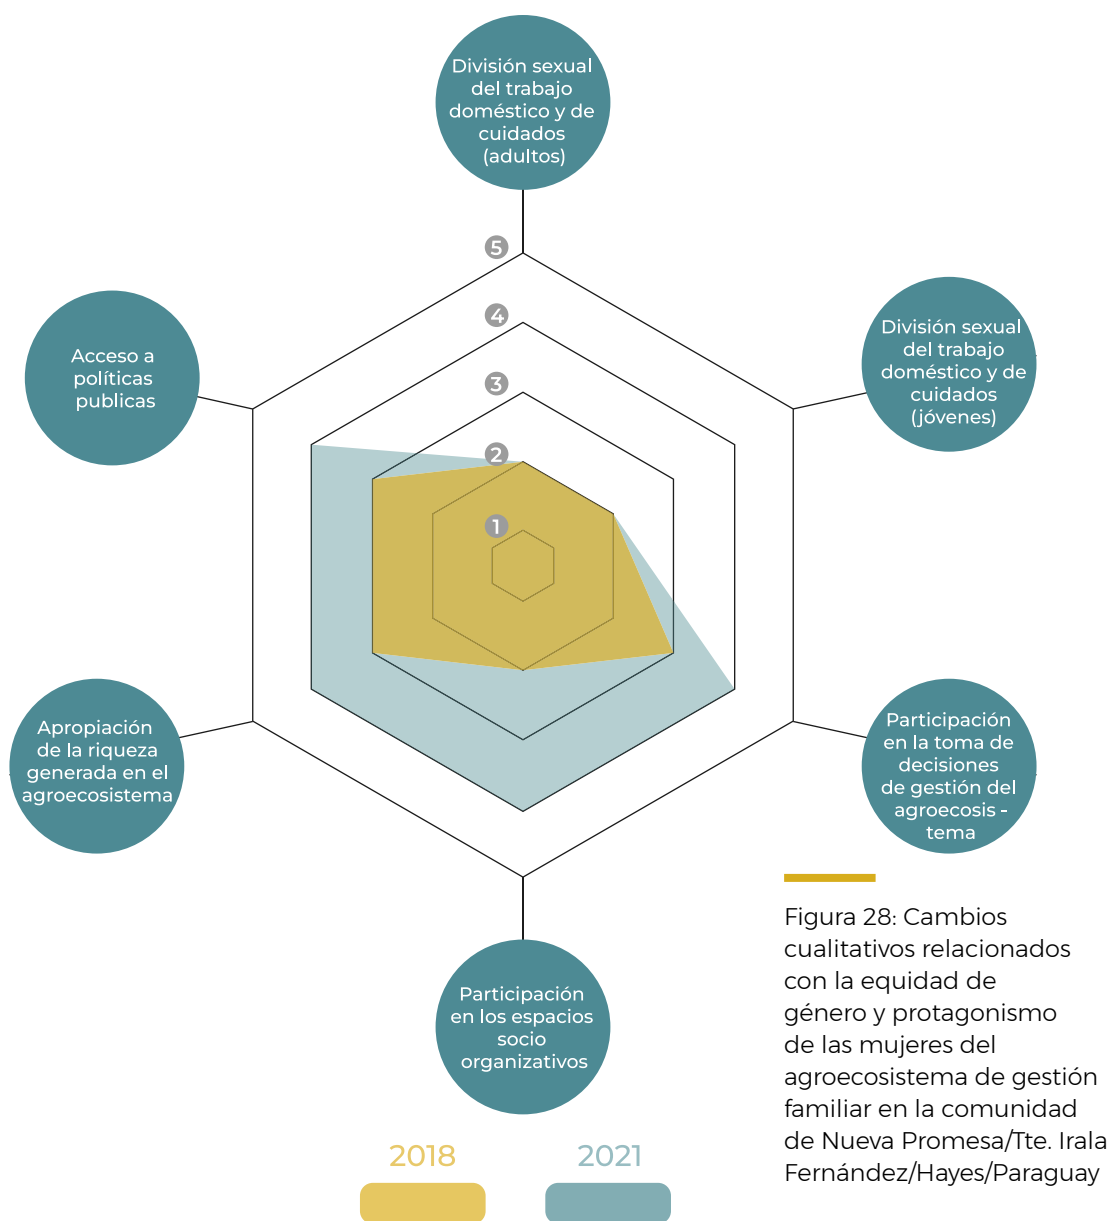 División sexual
del trabajo
doméstico y de
cuidados
(adultos)
5
4
3
2
1
Acceso a
políticas
publicas
División sexual
del trabajo
doméstico y de
cuidados
(jóvenes)
Apropiación
de la riqueza
generada en el
agroecosistema
Participación
en la toma de
decisiones
de gestión del
agroecosis -
tema
Participación
en los espacios
socio
organizativos
Figura 28: Cambios
cualitativos relacionados
con la equidad de
género y protagonismo
de las mujeres del
agroecosistema de gestión
familiar en la comunidad
de Nueva Promesa/Tte. Irala
Fernández/Hayes/Paraguay
2018
2021